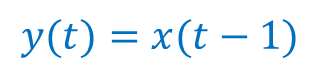 y(t) = x(t − 1)